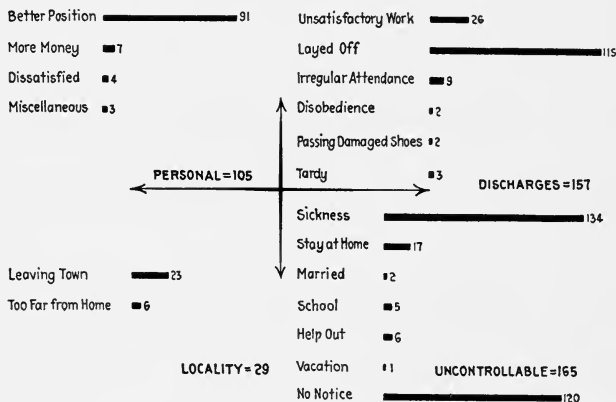 Better Position 91
More Money 7
Dissatisfied 4
Miscellaneous 3
PERSONAL=105
Unsatisfactory Work 26
Layed Off 115
Irregular Attendance 9
Disobedience 2
Passing Damaged Shoes 2
Tardy 3
DISCHARGES=157
Leaving Town 23
Too Far from Home 6
LOCALITY=29
Sickness 134
Stay at Home 17
Married 2
School 5
Help Out 6
Vacation 1
UNCONTROLLABLE=165
No Notice 120